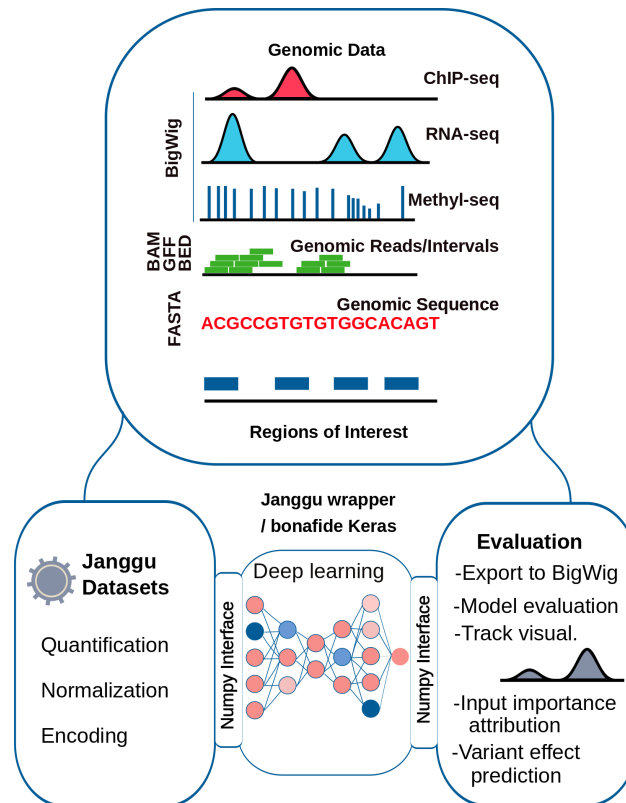 Genomic Data
ChIP-seq
BigWig
RNA-seq
Methyl-seq
BAM
GFF
BED
Genomic Reads/Intervals
FASTA
Genomic Sequence
ACGCCGTGTGTGGCACAGT
Regions of Interest
Janggu
Datasets
Quantification
Normalization
Encoding
Numpy Interface
Janggu wrapper
/ bonafide Keras
Deep learning
Numpy Interface
Evaluation
-Export to BigWig
-Model evaluation
-Track visual.
-Input importance
attribution
-Variant effect
prediction